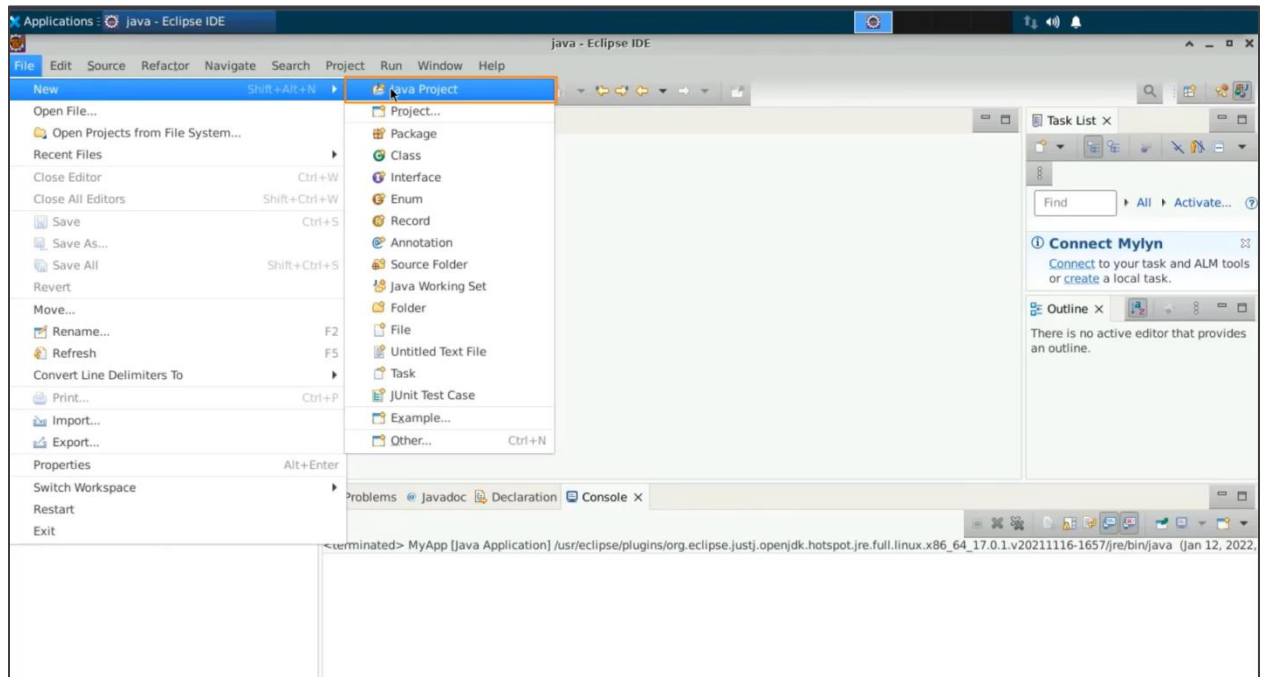 Applications : java - Eclipse IDE
java - Eclipse IDE
File Edit Source Refactor Navigate Search Project Run Window Help
New Shift+Alt+N
Open File...
Open Projects from File System...
Recent Files
Close Editor Ctrl+W
Close All Editors Shift+Ctrl+W
Save Ctrl+S
Save As...
Save All Shift+Ctrl+S
Revert
Move...
Rename... F2
Refresh F5
Convert Line Delimiters To
Print... Ctrl+P
Import...
Export...
Properties Alt+Enter
Switch Workspace
Restart
Exit
Java Project
Project...
Package
Class
Interface
Enum
Record
Annotation
Source Folder
Java Working Set
Folder
File
Untitled Text File
Task
JUnit Test Case
Example...
Other... Ctrl+N
Task List
Find All Activate...
Connect Mylyn
Connect to your task and ALM tools
or create a local task.
Outline
There is no active editor that provides
an outline.
Problems Javadoc Declaration Console
<terminated> MyApp [Java Application] /usr/eclipse/plugins/org.eclipse.justj.openjdk.hotspot.jre.full.linux.x86_64_17.0.1.v20211116-1657/jre/bin/java (Jan 12, 2022,